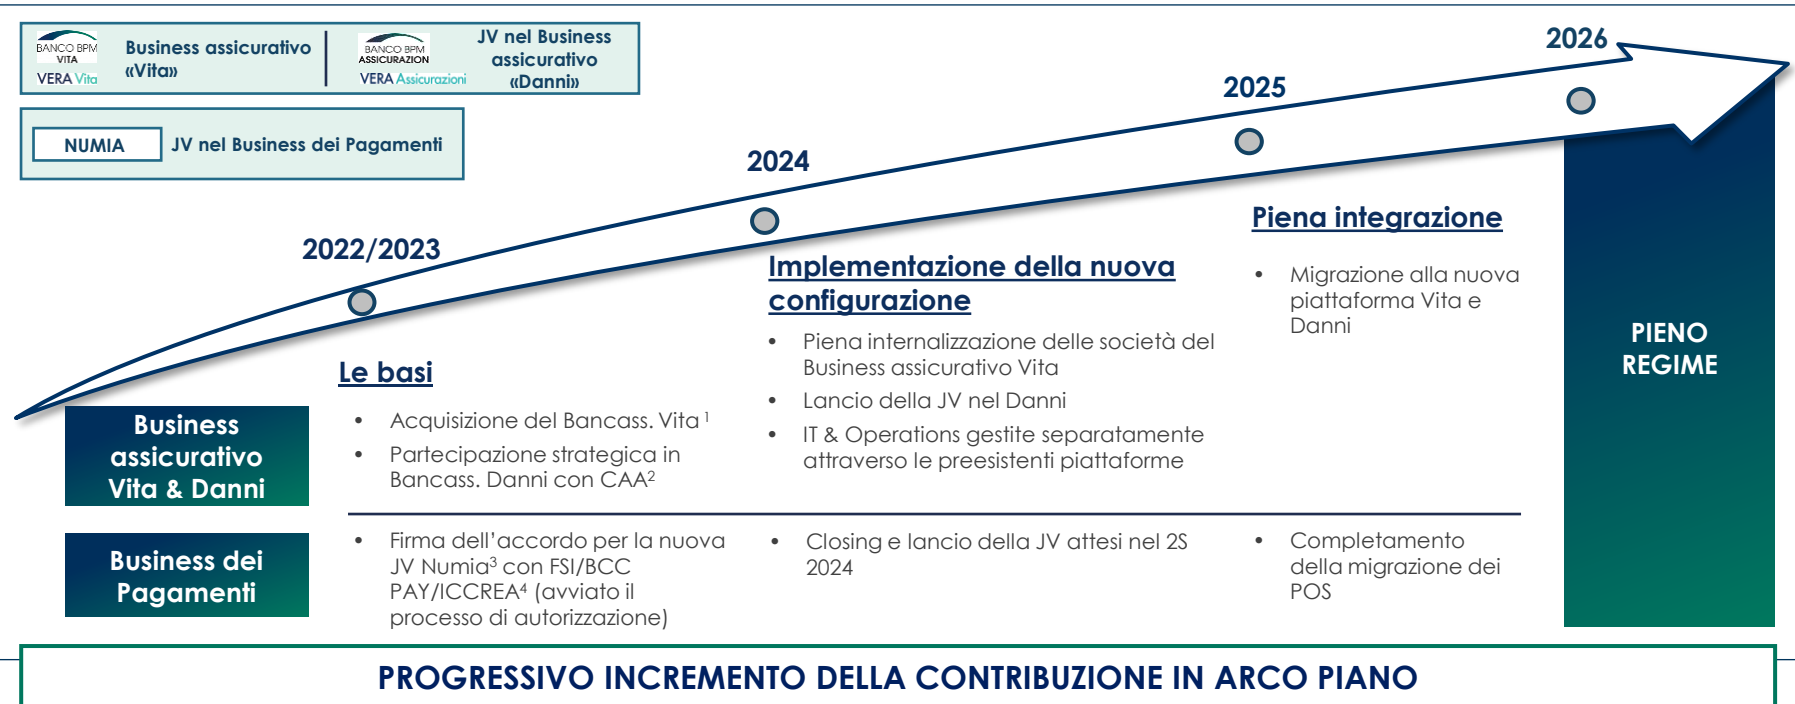 BANCO BPM
VITA
VERA Vita
Business assicurativo
«Vita»
BANCO BPM
ASSICURAZION
VERA Assicurazioni
JV nel Business
assicurativo
«Danni»
NUMIA
JV nel Business dei Pagamenti
2022/2023
2024
2025
2026
Le basi
• Acquisizione del Bancass. Vita 1
• Partecipazione strategica in
Bancass. Danni con CAA2
Implementazione della nuova
configurazione
• Piena internalizzazione delle società del
Business assicurativo Vita
• Lancio della JV nel Danni
• IT & Operations gestite separatamente
attraverso le preesistenti piattaforme
Piena integrazione
• Migrazione alla nuova
piattaforma Vita e
Danni
PIENO
REGIME
Business
assicurativo
Vita & Danni
Business dei
Pagamenti
• Firma dell’accordo per la nuova
JV Numia3 con FSI/BCC
PAY/ICCREA4 (avviato il
processo di autorizzazione)
• Closing e lancio della JV attesi nel 2S
2024
• Completamento
della migrazione dei
POS
PROGRESSIVO INCREMENTO DELLA CONTRIBUZIONE IN ARCO PIANO